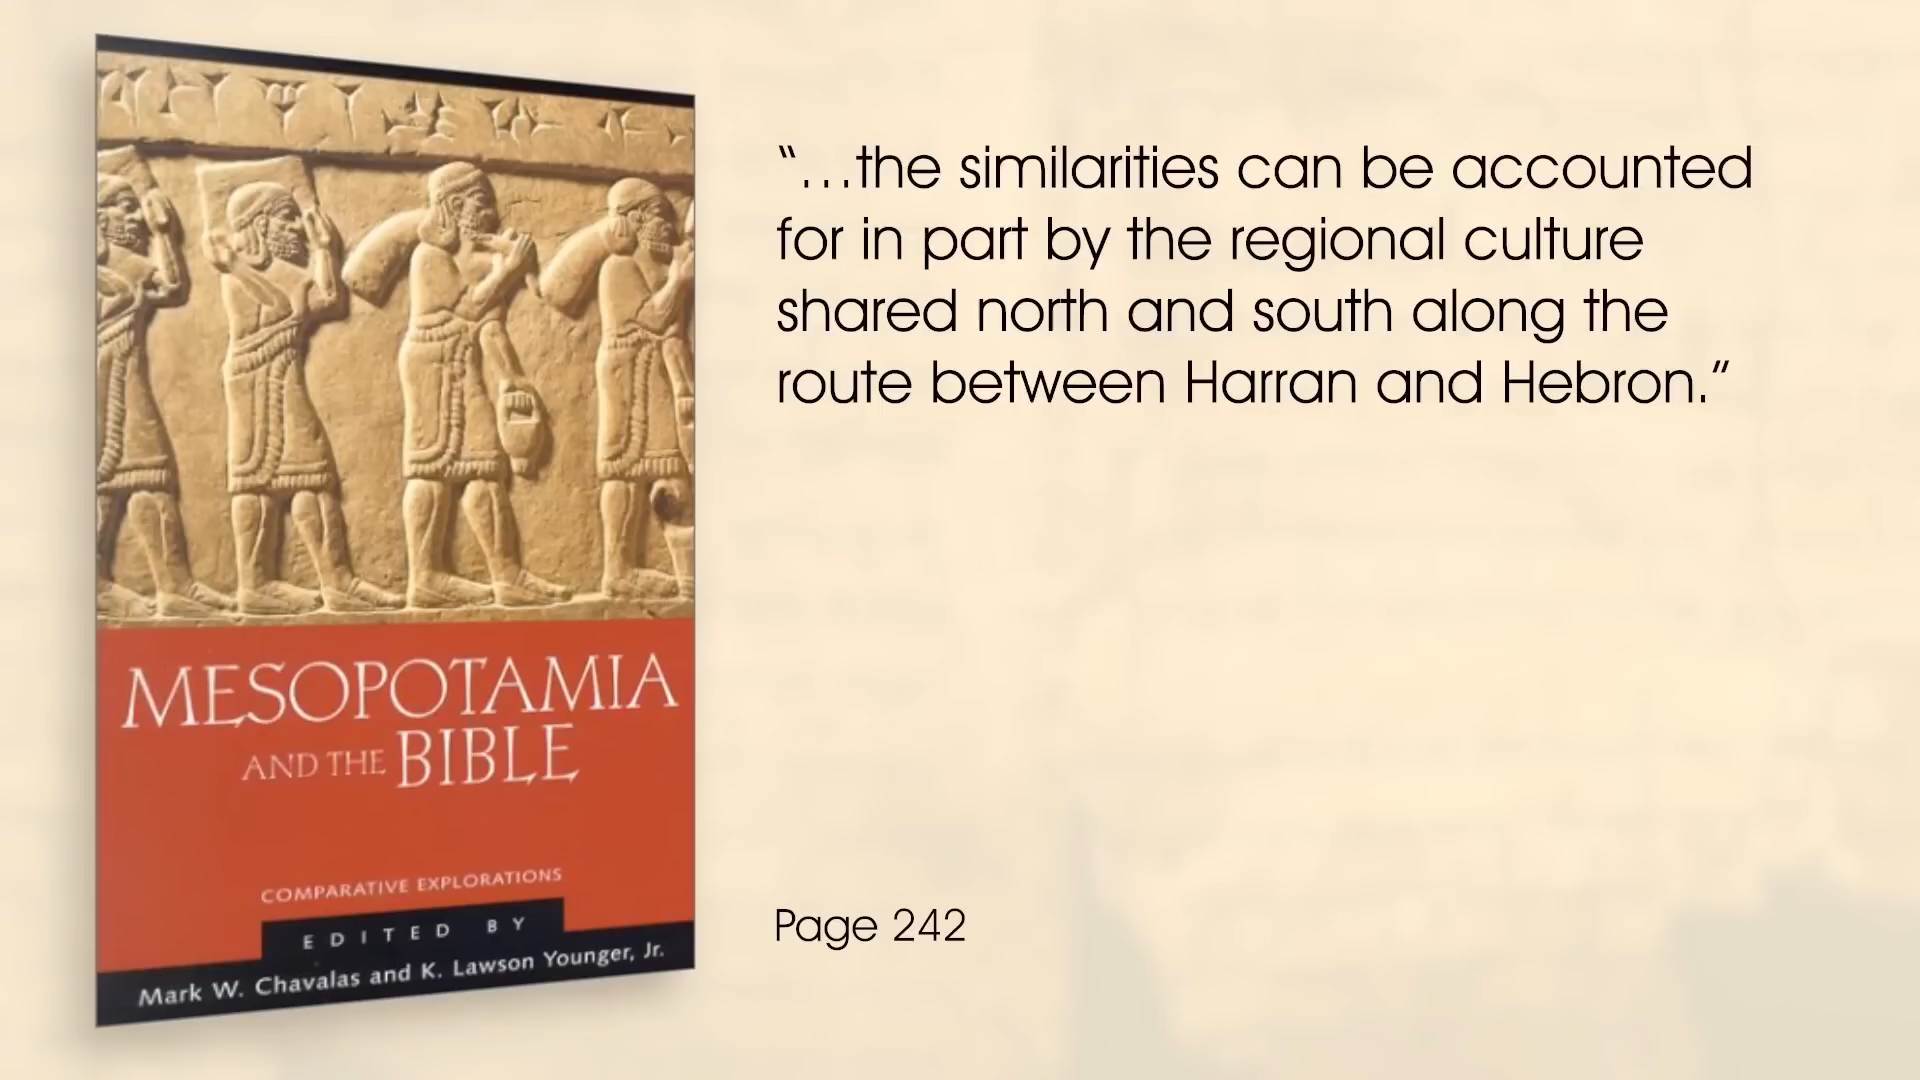 “…the similarities can be accounted
for in part by the regional culture
shared north and south along the
route between Harran and Hebron.”
Page 242
MESOPOTAMIA
AND THE BIBLE
COMPARATIVE EXPLORATIONS
EDITED BY
Mark W. Chavalas and K. Lawson Younger, Jr.